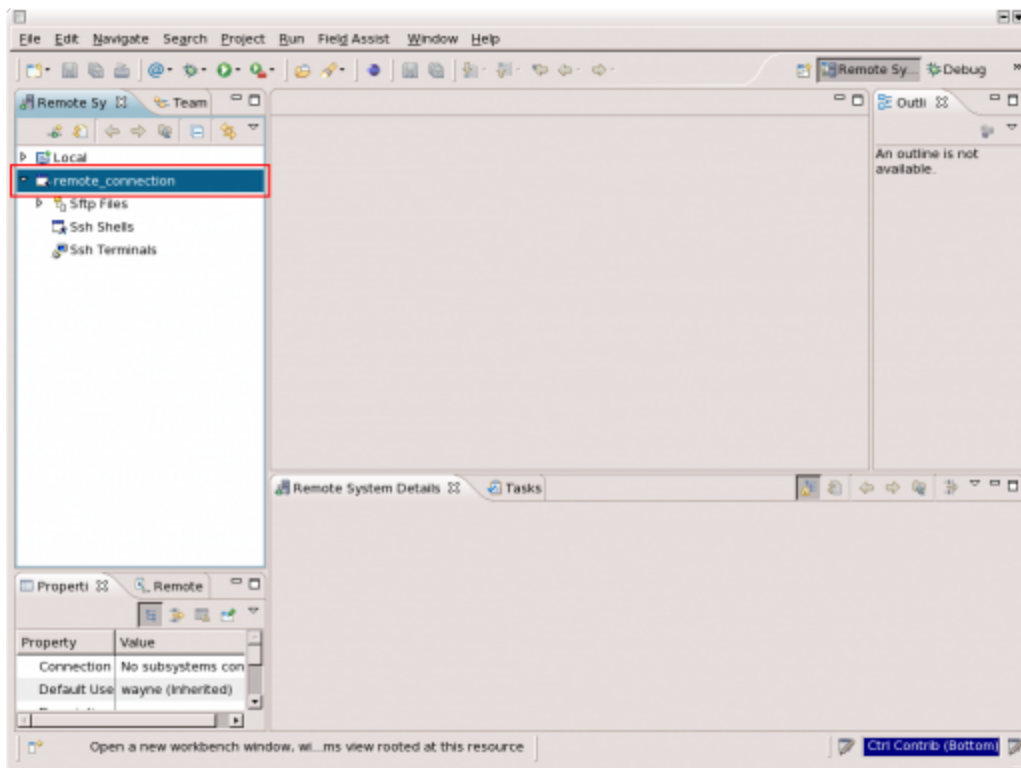 File Edit Navigate Search Project Run Field Assist Window Help
Remote Sy... Debug »
Remote Sy Team
Outli
Local
An outline is not
available.
remote_connection
Sftp Files
Ssh Shells
Ssh Terminals
Remote System Details Tasks
Properti Remote
Property Value
Connection No subsystems con
Default Use wayne (Inherited)
Open a new workbench window, wi...ms view rooted at this resource
Ctrl Contrib (Bottom)